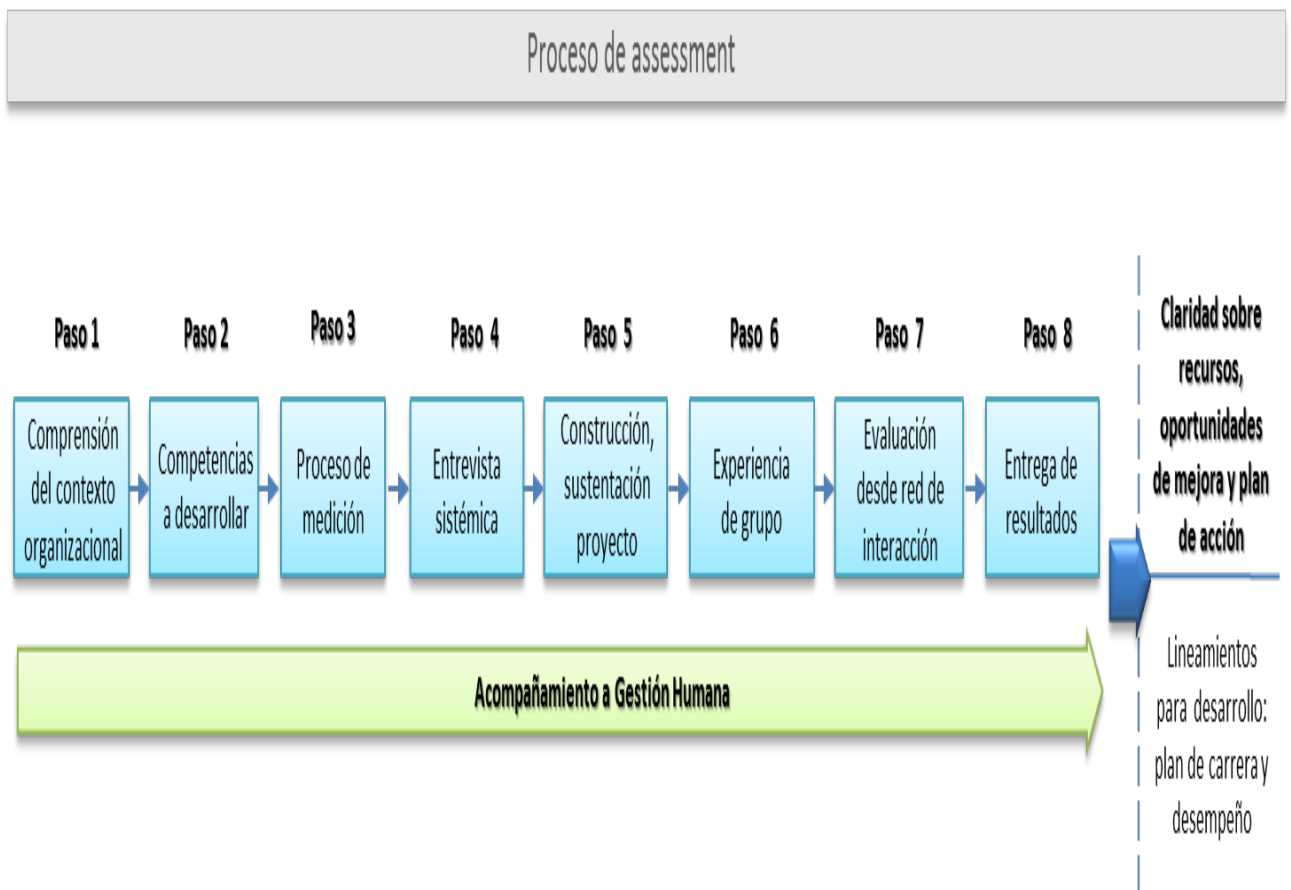 Proceso de assessment
Paso 1
Paso 2
Paso 3
Paso 4
Paso 5
Paso 6
Paso 7
Paso 8
Comprensión
del contexto
organizacional
Competencias
a desarrollar
Proceso de
medición
Entrevista
sistémica
Construcción,
sustentación
proyecto
Experiencia
de grupo
Evaluación
desde red de
interacción
Entrega de
resultados
Claridad sobre
recursos,
oportunidades
de mejora y plan
de acción
Acompañamiento a Gestión Humana
Lineamientos
para desarrollo:
plan de carrera y
desempeño